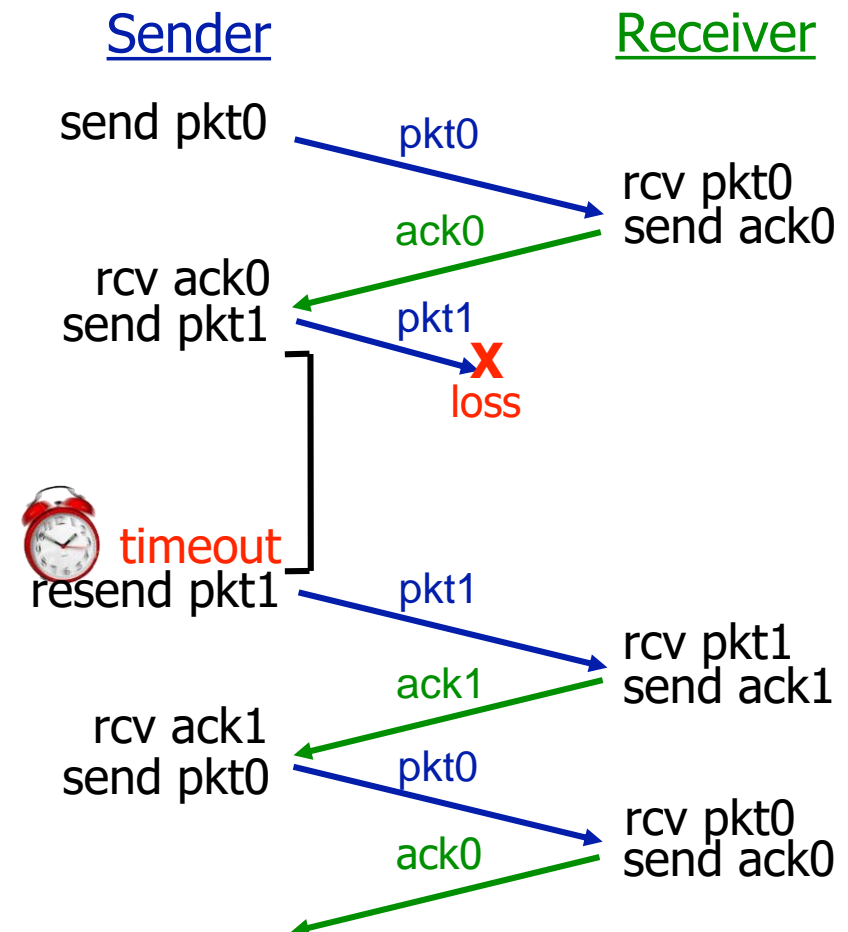 Sender
Receiver
send pkt0
pkt0
rcv pkt0
send ack0
ack0
rcv ack0
send pkt1
pkt1
X
loss
timeout
resend pkt1
pkt1
rcv pkt1
send ack1
ack1
rcv ack1
send pkt0
pkt0
rcv pkt0
send ack0
ack0